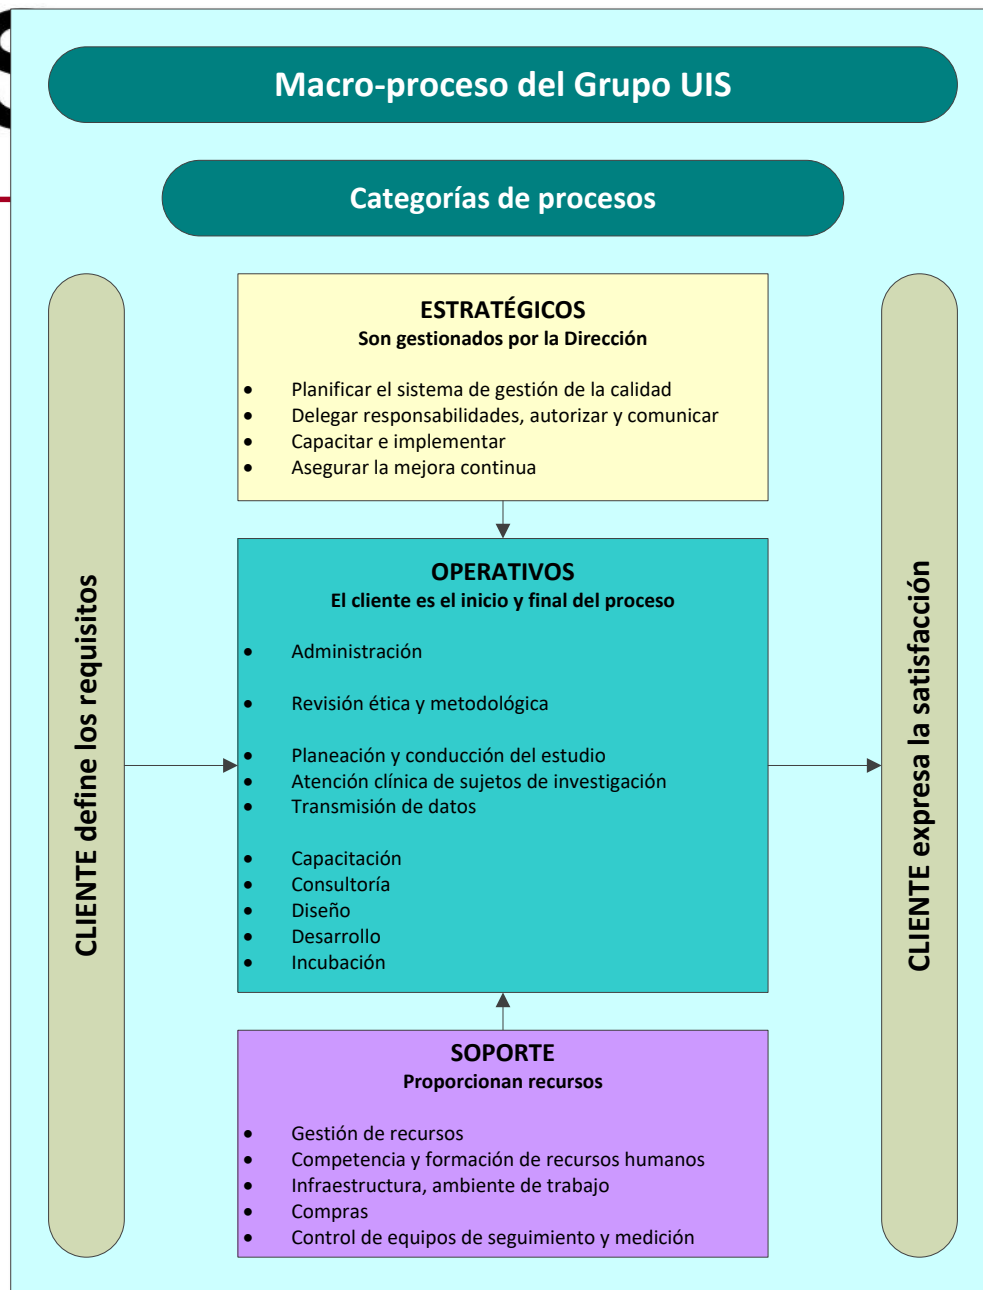 Macro-proceso del Grupo UIS
Categorías de procesos
CLIENTE define los requisitos
ESTRATÉGICOS
Son gestionados por la Dirección
• Planificar el sistema de gestión de la calidad
• Delegar responsabilidades, autorizar y comunicar
• Capacitar e implementar
• Asegurar la mejora continua
OPERATIVOS
El cliente es el inicio y final del proceso
• Administración
• Revisión ética y metodológica
• Planeación y conducción del estudio
• Atención clínica de sujetos de investigación
• Transmisión de datos
• Capacitación
• Consultoría
• Diseño
• Desarrollo
• Incubación
SOPORTE
Proporcionan recursos
• Gestión de recursos
• Competencia y formación de recursos humanos
• Infraestructura, ambiente de trabajo
• Compras
• Control de equipos de seguimiento y medición
CLIENTE expresa la satisfacción